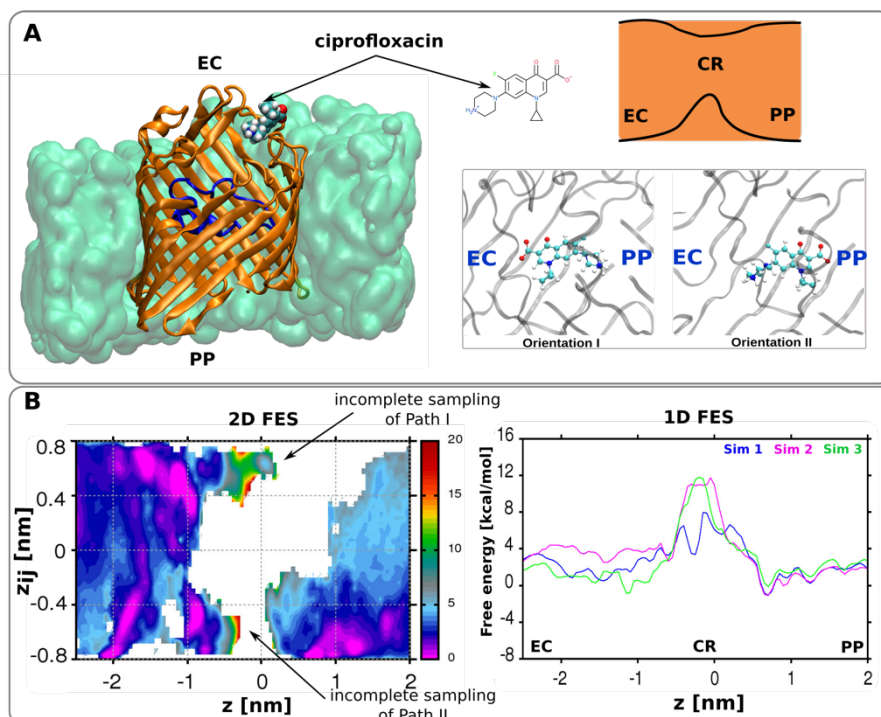 A
EC
ciprofloxacin
PP
F
O
O
O⁻
N
N
H₂N⁺
CR
EC
PP
EC
PP
Orientation I
EC
PP
Orientation II
B
incomplete sampling
of Path I
2D FES
zij [nm]
0.8
0.4
0
-0.4
-0.8
-2
-1
0
1
2
z [nm]
20
15
10
5
0
incomplete sampling
of Path II
1D FES
Sim 1
Sim 2
Sim 3
Free energy [kcal/mol]
16
12
8
4
0
-4
-8
EC
CR
PP
-2
-1
0
1
2
z [nm]